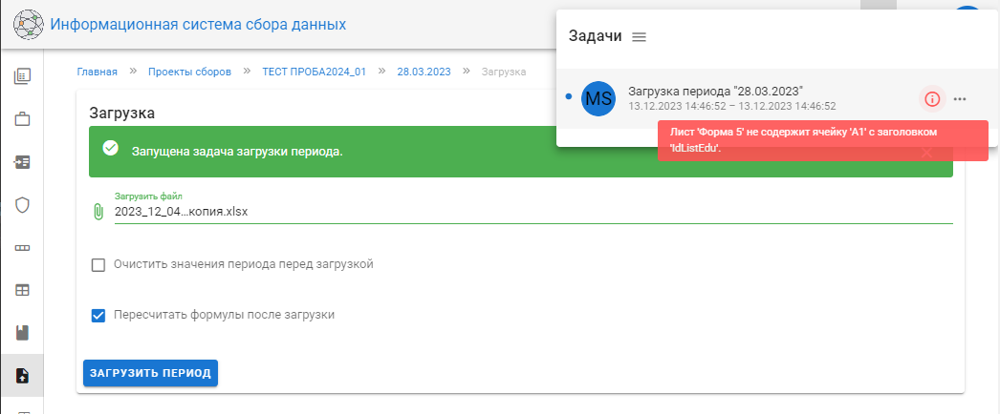 Информационная система сбора данных
Задачи
MS
Загрузка периода "28.03.2023"
13.12.2023 14:46:52 – 13.12.2023 14:46:52
Лист 'Форма 5' не содержит ячейку 'A1' с заголовком
'IdListEdu'.
Главная » Проекты сборов » ТЕСТ ПРОБА2024_01 » 28.03.2023 » Загрузка
Загрузка
Запущена задача загрузки периода.
Загрузить файл
2023_12_04...копия.xlsx
Очистить значения периода перед загрузкой
Пересчитать формулы после загрузки
ЗАГРУЗИТЬ ПЕРИОД